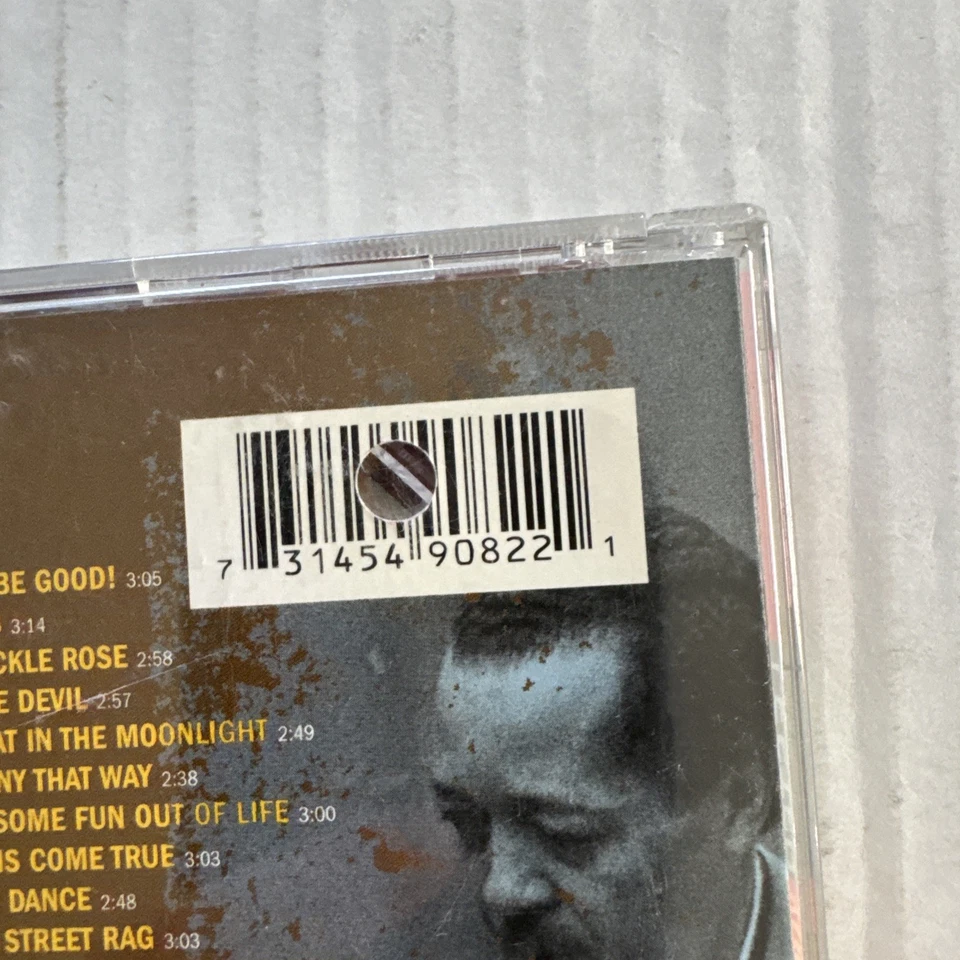 7 31454 90822 1
BE GOOD! 3:05
3:14
CKLE ROSE 2:58
E DEVIL 2:57
AT IN THE MOONLIGHT 2:49
NY THAT WAY 2:38
SOME FUN OUT OF LIFE 3:00
MS COME TRUE 3:03
DANCE 2:48
STREET RAG 3:03